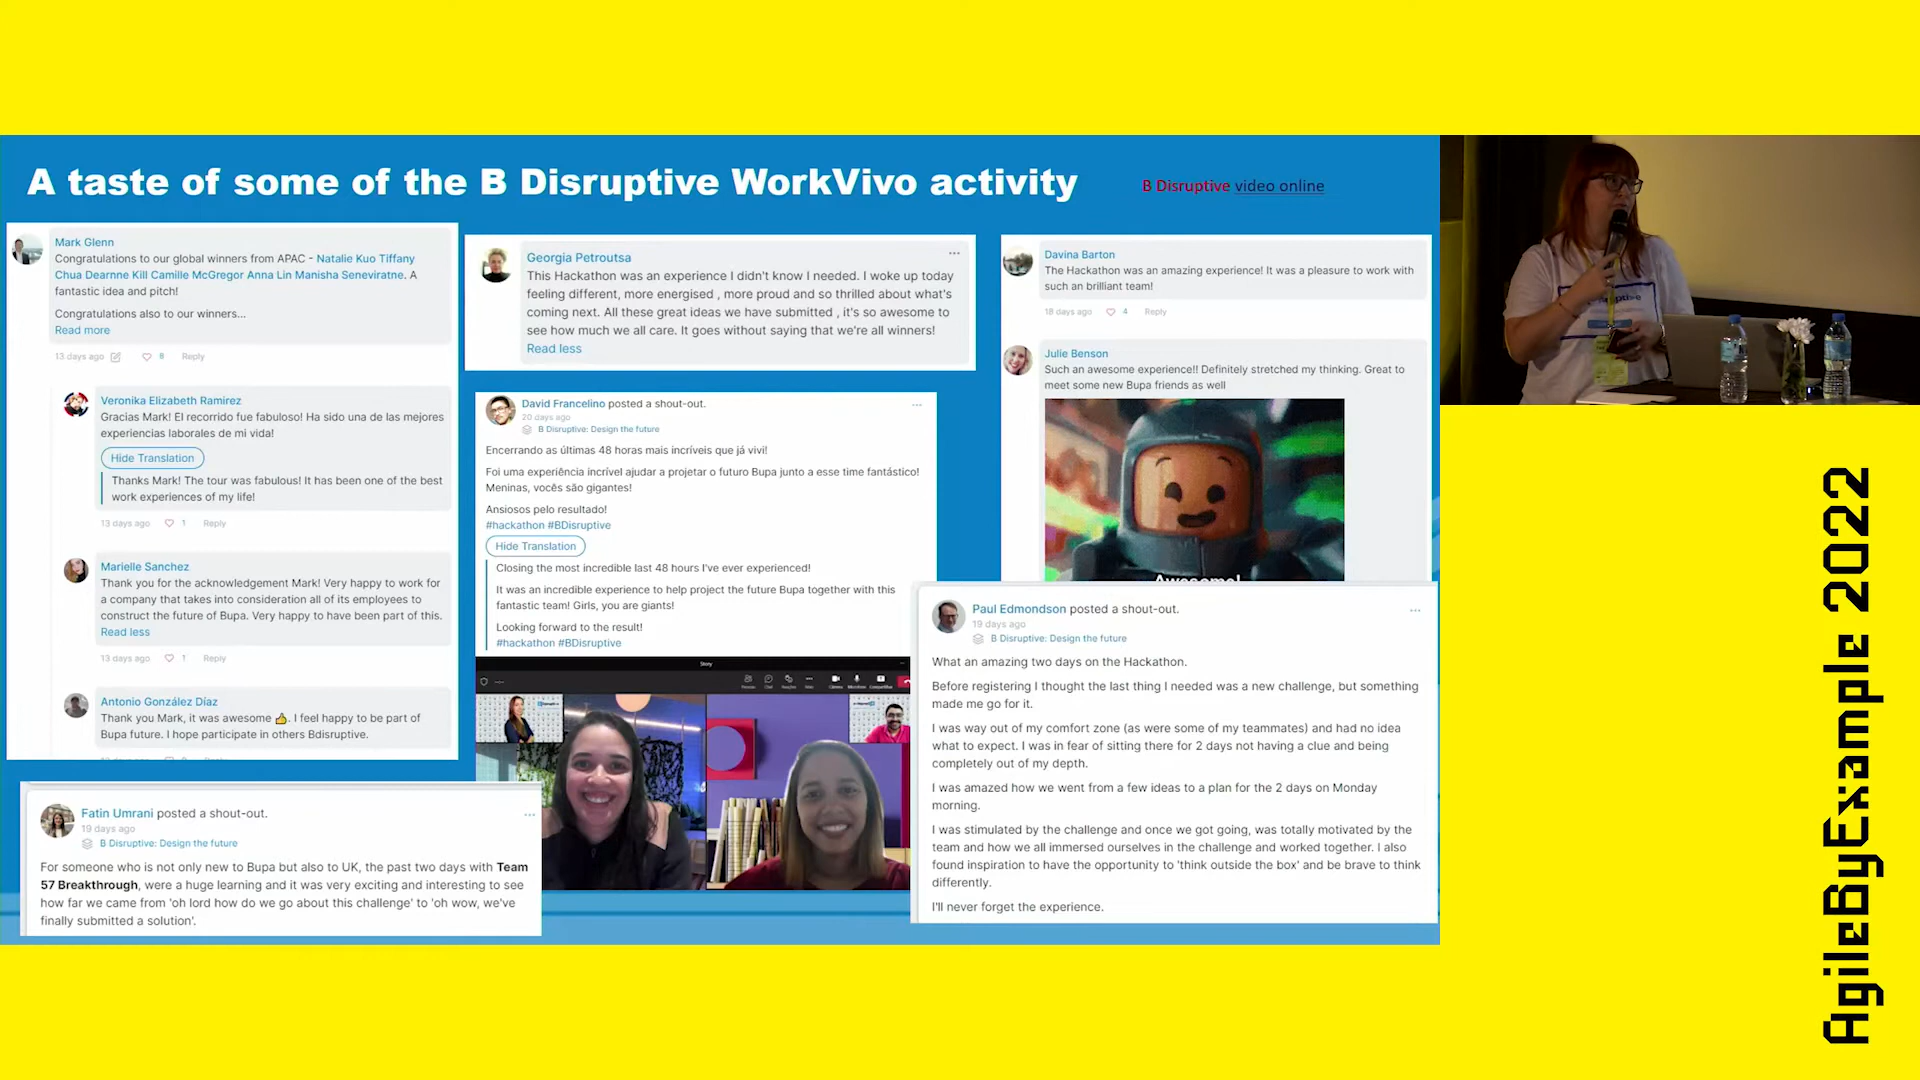 A taste of some of the B Disruptive WorkVivo activity
B Disruptive video online
Mark Glenn
Congratulations to our global winners from APAC - Natalie Kuo Tiffany
Chua Dearnne Kill Camille McGregor Anna Lin Manisha Seneviratne. A
fantastic idea and pitch!
Congratulations also to our winners...
Read more
13 days ago 8 Reply
Veronika Elizabeth Ramirez
Gracias Mark! El recorrido fue fabuloso! Ha sido una de las mejores
experiencias laborales de mi vida!
Hide Translation
Thanks Mark! The tour was fabulous! It has been one of the best
work experiences of my life!
13 days ago 1 Reply
Marielle Sanchez
Thank you for the acknowledgement Mark! Very happy to work for
a company that takes into consideration all of its employees to
construct the future of Bupa. Very happy to have been part of this.
Read less
13 days ago 1 Reply
Antonio González Díaz
Thank you Mark, it was awesome 👍. I feel happy to be part of
Bupa future. I hope participate in others Bdisruptive.
Fatin Umrani posted a shout-out.
19 days ago
B Disruptive: Design the future
For someone who is not only new to Bupa but also to UK, the past two days with Team
57 Breakthrough, were a huge learning and it was very exciting and interesting to see
how far we came from 'oh lord how do we go about this challenge' to 'oh wow, we've
finally submitted a solution'.
Georgia Petroutsa
This Hackathon was an experience I didn't know I needed. I woke up today
feeling different, more energised , more proud and so thrilled about what's
coming next. All these great ideas we have submitted , it's so awesome to
see how much we all care. It goes without saying that we're all winners!
Read less
David Francelino posted a shout-out.
20 days ago
B Disruptive: Design the future
Encerrando as últimas 48 horas mais incríveis que já vivi!
Foi uma experiência incrível ajudar a projetar o futuro Bupa junto a esse time fantástico!
Meninas, vocês são gigantes!
Ansiosos pelo resultado!
#hackathon #BDisruptive
Hide Translation
Closing the most incredible last 48 hours I've ever experienced!
It was an incredible experience to help project the future Bupa together with this
fantastic team! Girls, you are giants!
Looking forward to the result!
#hackathon #BDisruptive
Story
Davina Barton
The Hackathon was an amazing experience! It was a pleasure to work with
such an brilliant team!
18 days ago 4 Reply
Julie Benson
Such an awesome experience!! Definitely stretched my thinking. Great to
meet some new Bupa friends as well
Awesome!
Paul Edmondson posted a shout-out.
19 days ago
B Disruptive: Design the future
What an amazing two days on the Hackathon.
Before registering I thought the last thing I needed was a new challenge, but something
made me go for it.
I was way out of my comfort zone (as were some of my teammates) and had no idea
what to expect. I was in fear of sitting there for 2 days not having a clue and being
completely out of my depth.
I was amazed how we went from a few ideas to a plan for the 2 days on Monday
morning.
I was stimulated by the challenge and once we got going, was totally motivated by the
team and how we all immersed ourselves in the challenge and worked together. I also
found inspiration to have the opportunity to 'think outside the box' and be brave to think
differently.
I'll never forget the experience.
AgileByExample 2022